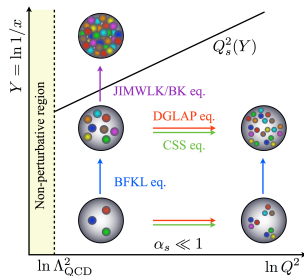 Y = ln 1/x
Q_s^2(Y)
Non-perturbative region
JIMWLK/BK eq.
DGLAP eq.
CSS eq.
BFKL eq.
α_s ≪ 1
ln Λ_QCD^2
ln Q^2